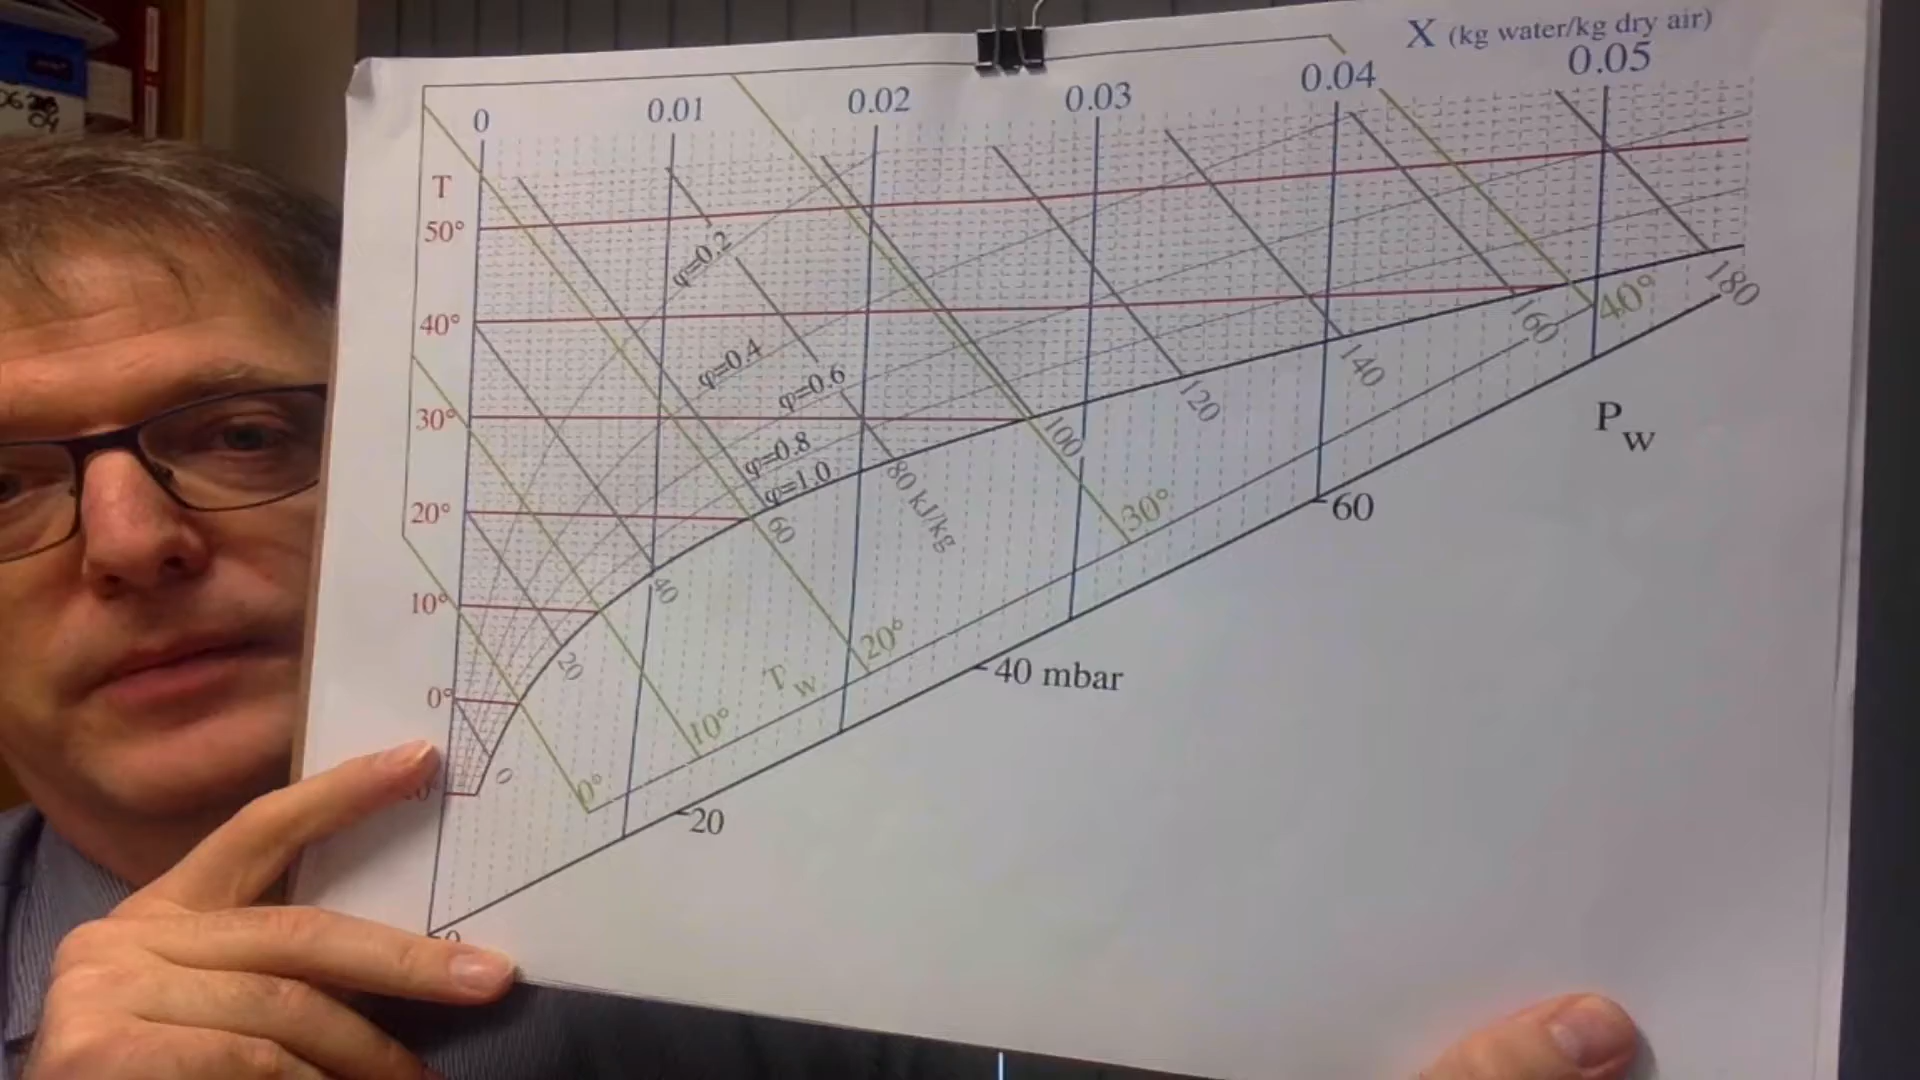 X (kg water/kg dry air)
0 0.01 0.02 0.03 0.04 0.05
T
50°
40°
30°
20°
10°
0°
φ=0.2
φ=0.4
φ=0.6
φ=0.8
φ=1.0
0
20
40
60
80 kJ/kg
100
120
140
160
180
T w
0°
10°
20°
30°
40°
P w
0
20
40 mbar
60